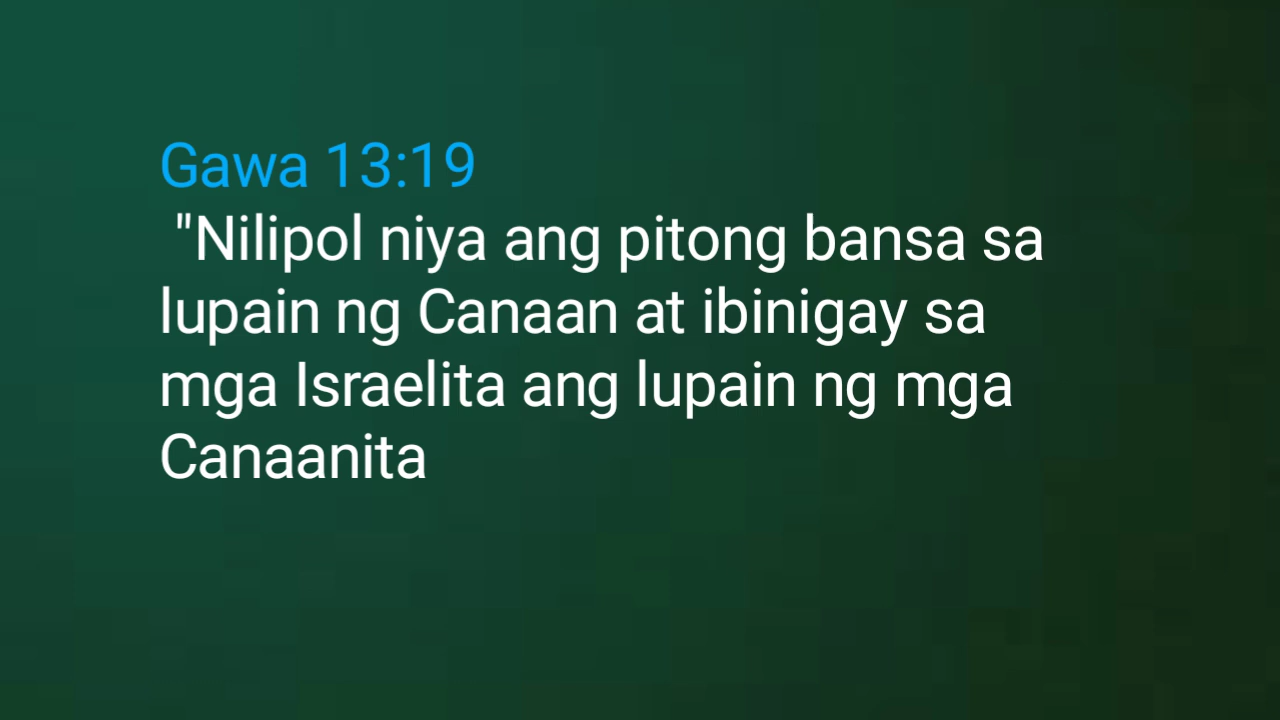 Gawa 13:19
"Nilipol niya ang pitong bansa sa
lupain ng Canaan at ibinigay sa
mga Israelita ang lupain ng mga
Canaanita